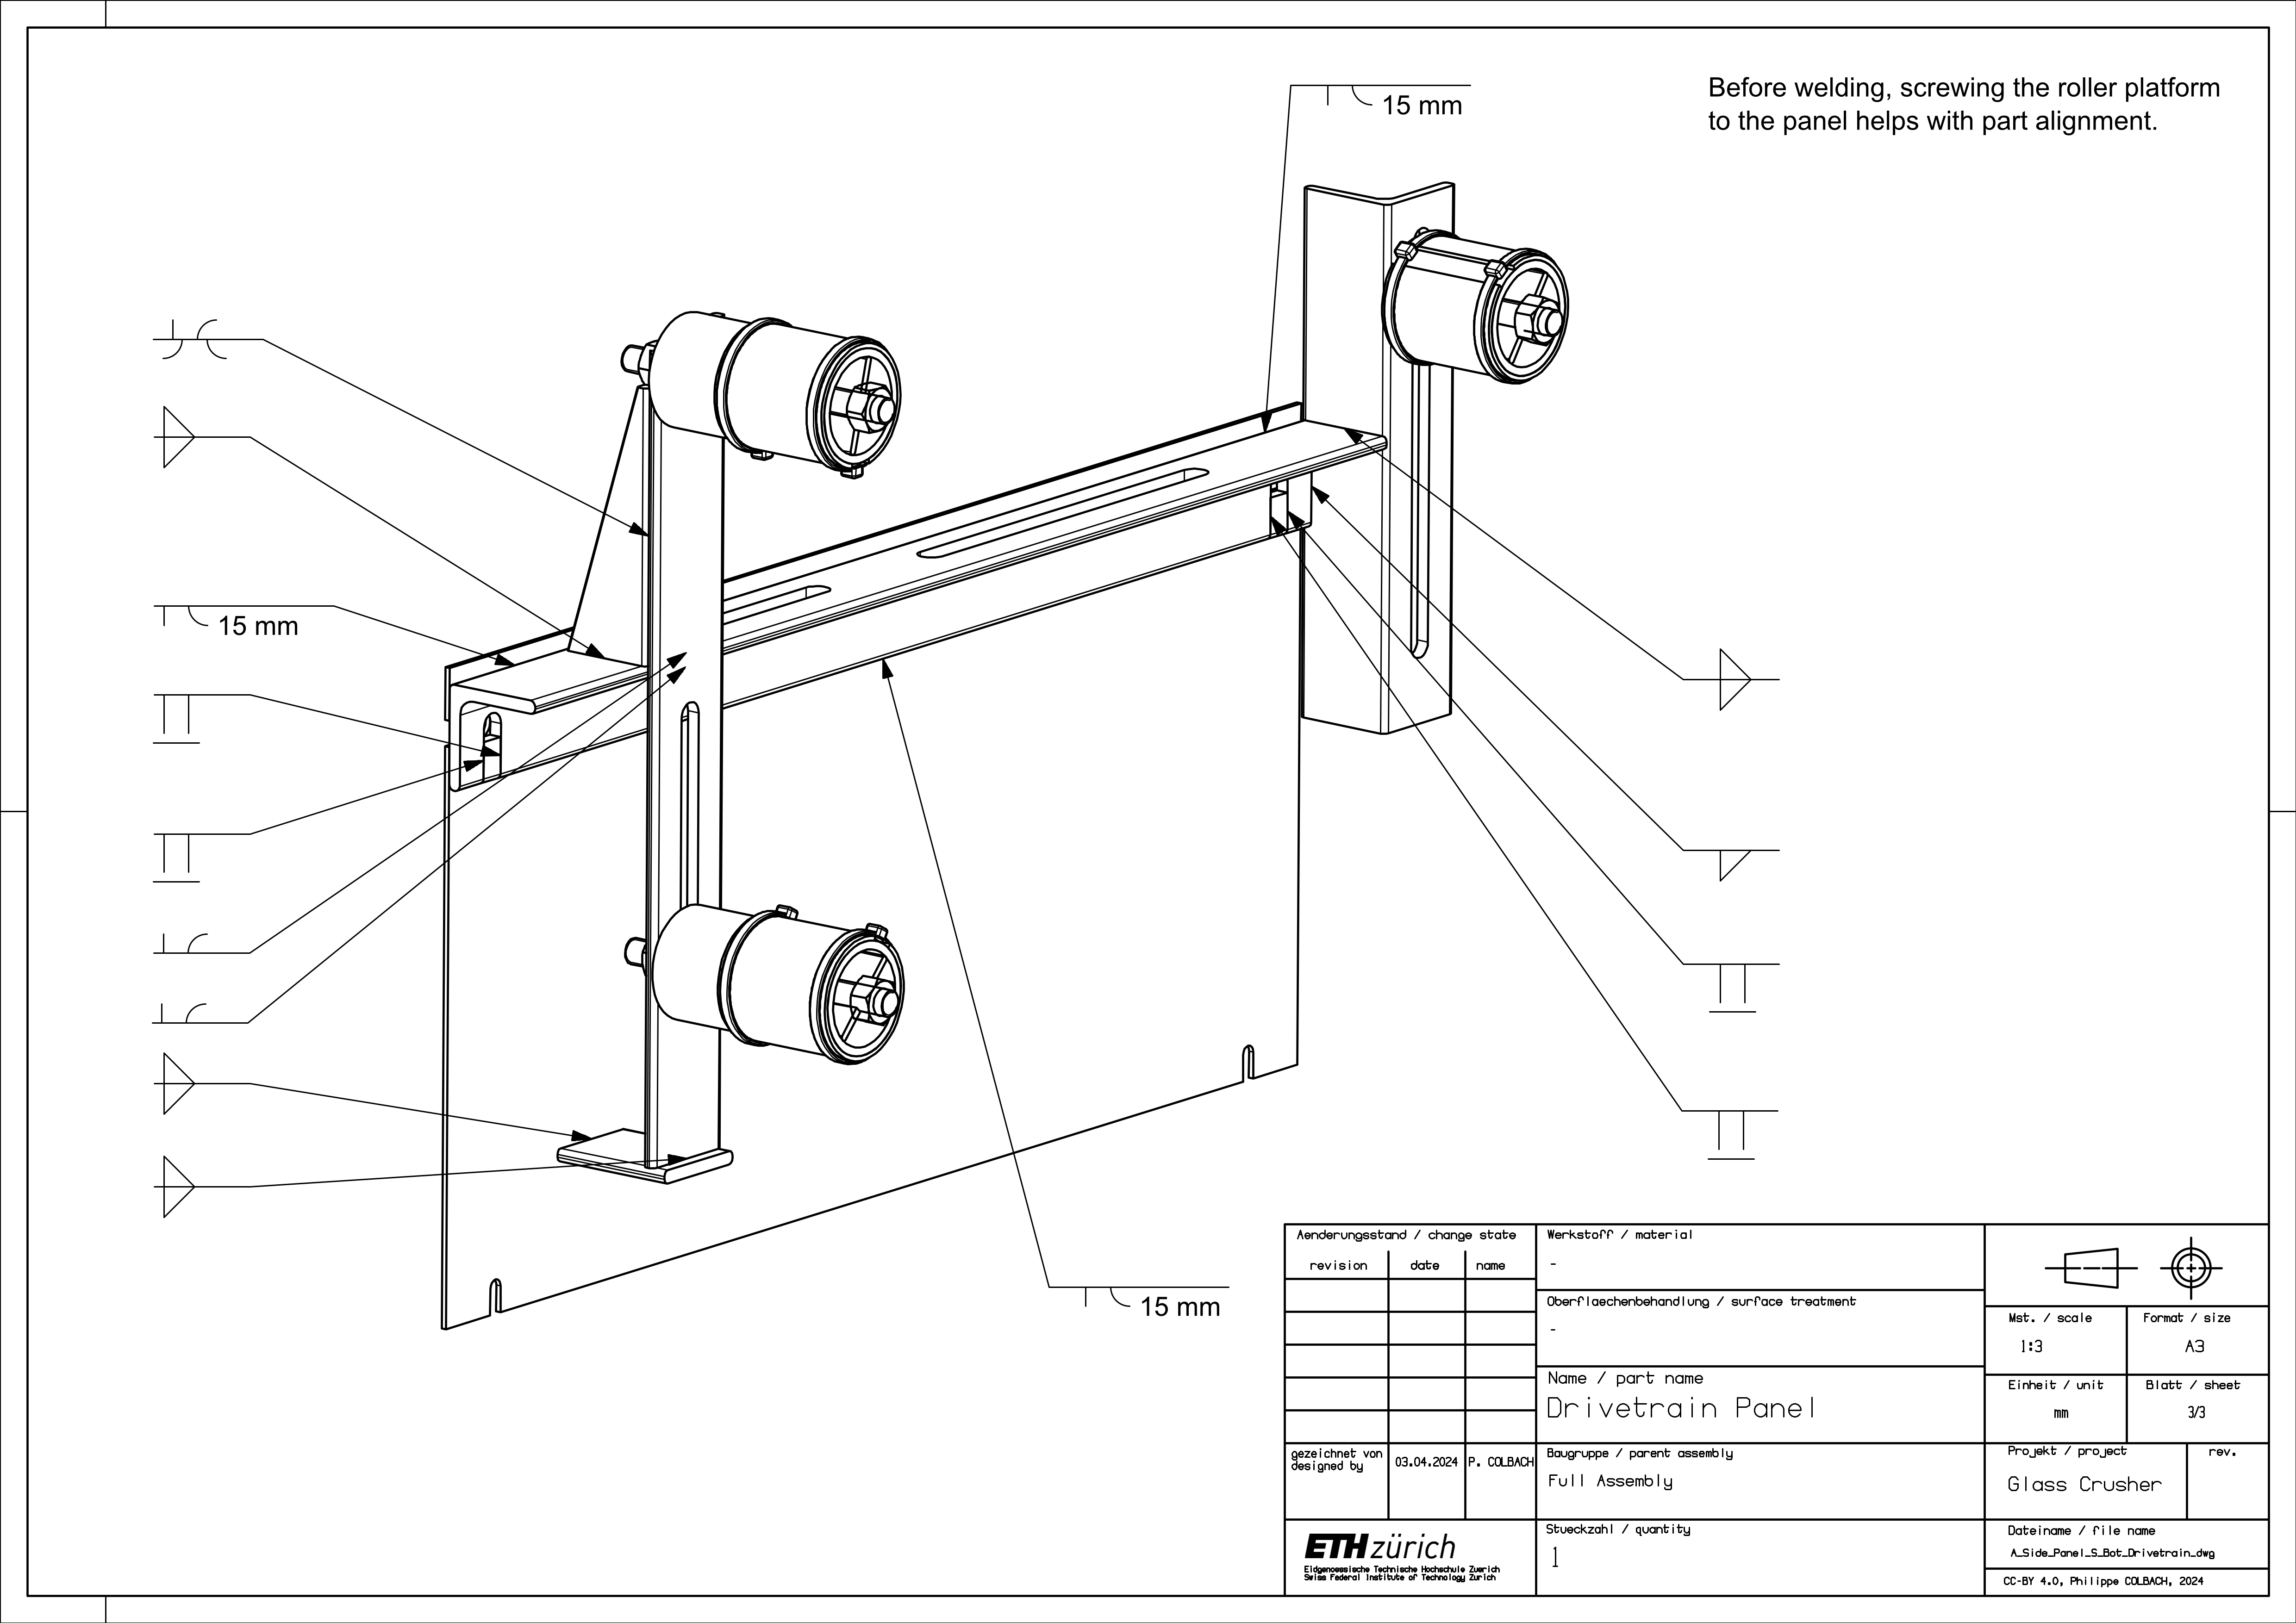 Before welding, screwing the roller platform
to the panel helps with part alignment.
15 mm
15 mm
15 mm
Aenderungsstand / change state
revision date name
gezeichnet von
designed by
03.04.2024
P. COLBACH
ETH zürich
Eidgenoessische Technische Hochschule Zuerich
Swiss Federal Institute of Technology Zurich
Werkstoff / material
-
Oberflaechenbehandlung / surface treatment
-
Name / part name
Drivetrain Panel
Baugruppe / parent assembly
Full Assembly
Stueckzahl / quantity
1
Mst. / scale
1:3
Format / size
A3
Einheit / unit
mm
Blatt / sheet
3/3
Projekt / project
Glass Crusher
rev.
Dateiname / file name
A_Side_Panel_S_Bot_Drivetrain_dwg
CC-BY 4.0, Philippe COLBACH, 2024